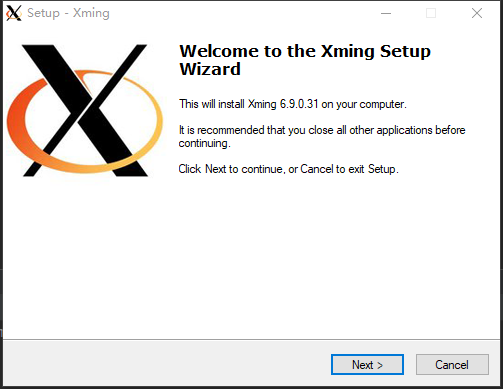 Setup - Xming
Welcome to the Xming Setup
Wizard
This will install Xming 6.9.0.31 on your computer.
It is recommended that you close all other applications before
continuing.
Click Next to continue, or Cancel to exit Setup.
Next >
Cancel